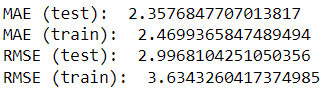 MAE (test):  2.3576847707013817
MAE (train):  2.4699365847489494
RMSE (test):  2.9968104251050356
RMSE (train):  3.6343260417374985